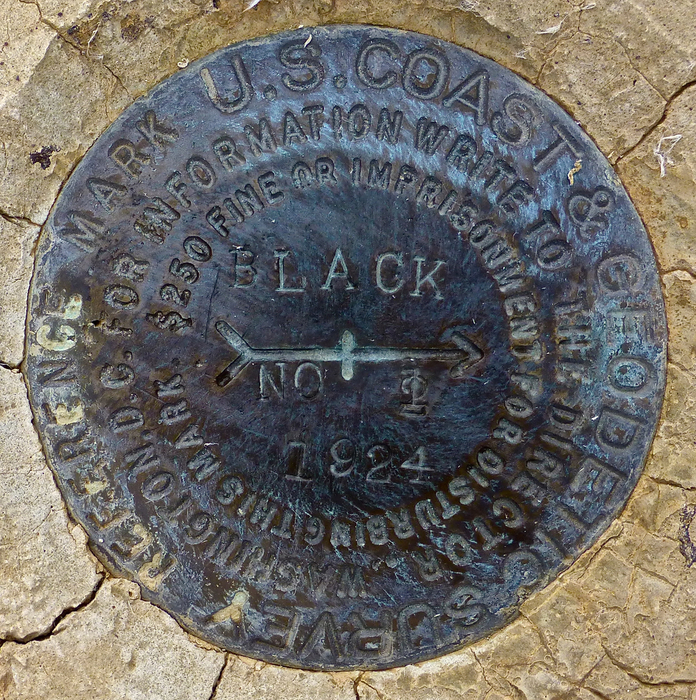 U.S. COAST & GEODETIC SURVEY
REFERENCE MARK
FOR INFORMATION WRITE TO THE DIRECTOR, WASHINGTON, D.C.
$250 FINE OR IMPRISONMENT FOR DISTURBING THIS MARK.
BLACK
NO 2
1924